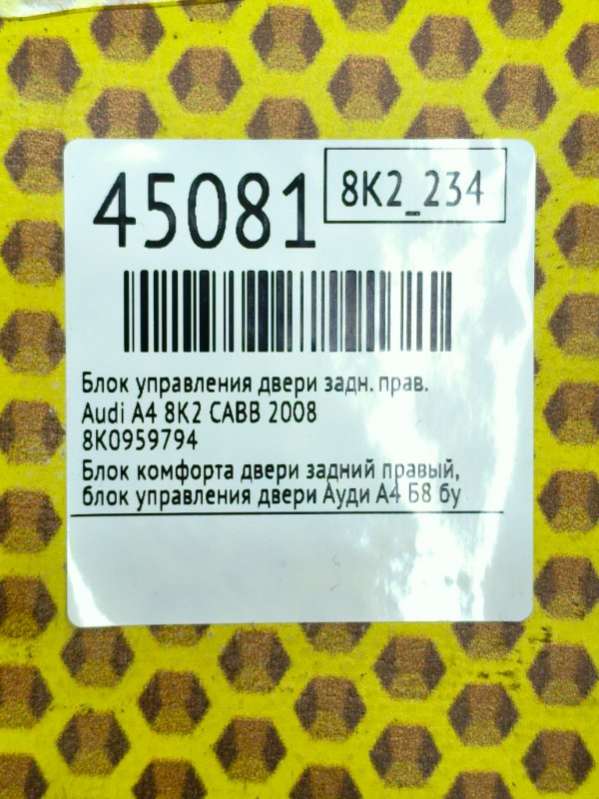 45081
8K2_234
Блок управления двери задн. прав.
Audi A4 8K2 CABB 2008
8K0959794
Блок комфорта двери задний правый,
блок управления двери Ауди А4 Б8 бу